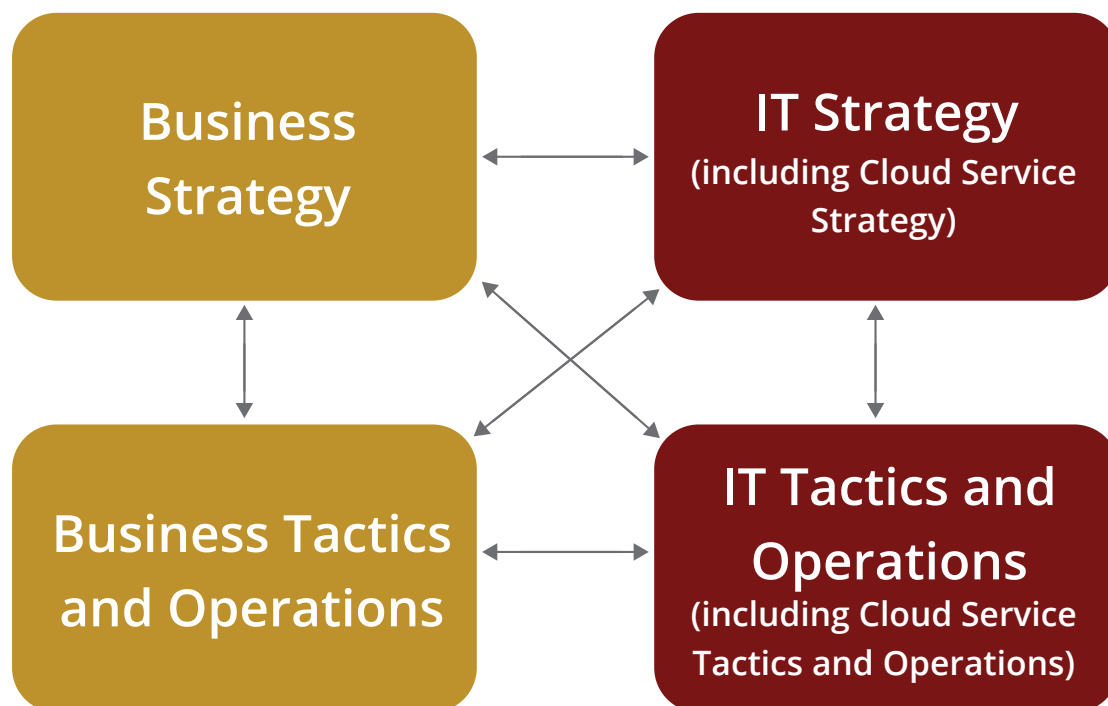 Business
Strategy
IT Strategy
(including Cloud Service
Strategy)
Business Tactics
and Operations
IT Tactics and
Operations
(including Cloud Service
Tactics and Operations)